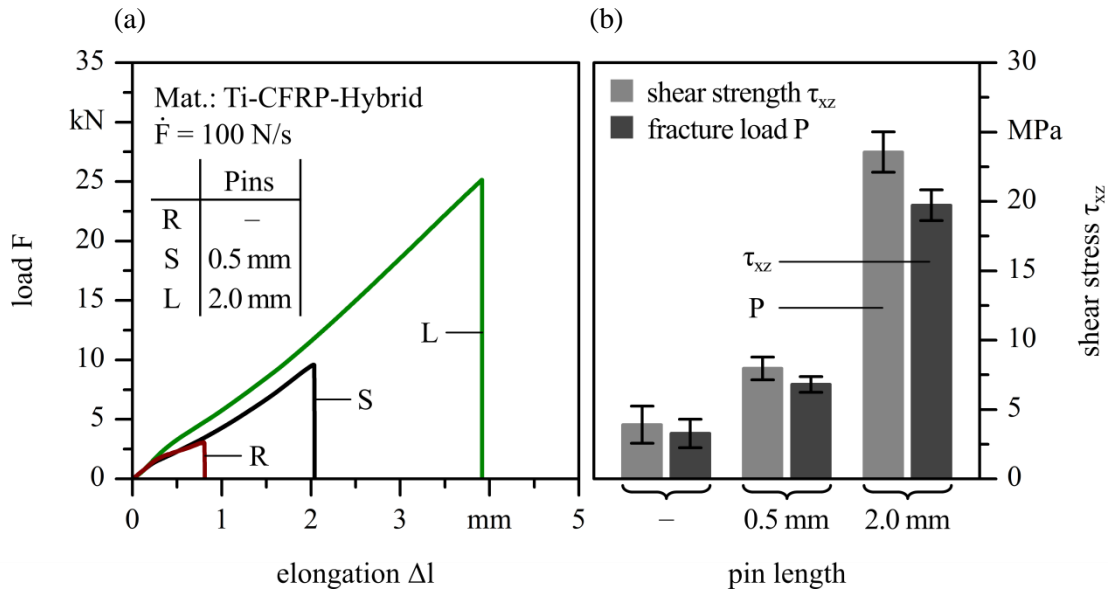 (a)
35
kN
25
20
15
10
5
0
load F
Mat.: Ti-CFRP-Hybrid
Ḟ = 100 N/s
Pins
R –
S 0.5 mm
L 2.0 mm
L
S
R
0 1 2 3 mm 5
elongation Δl
(b)
shear strength τxz
fracture load P
τxz
P
30
MPa
20
15
10
5
0
shear stress τxz
– 0.5 mm 2.0 mm
pin length